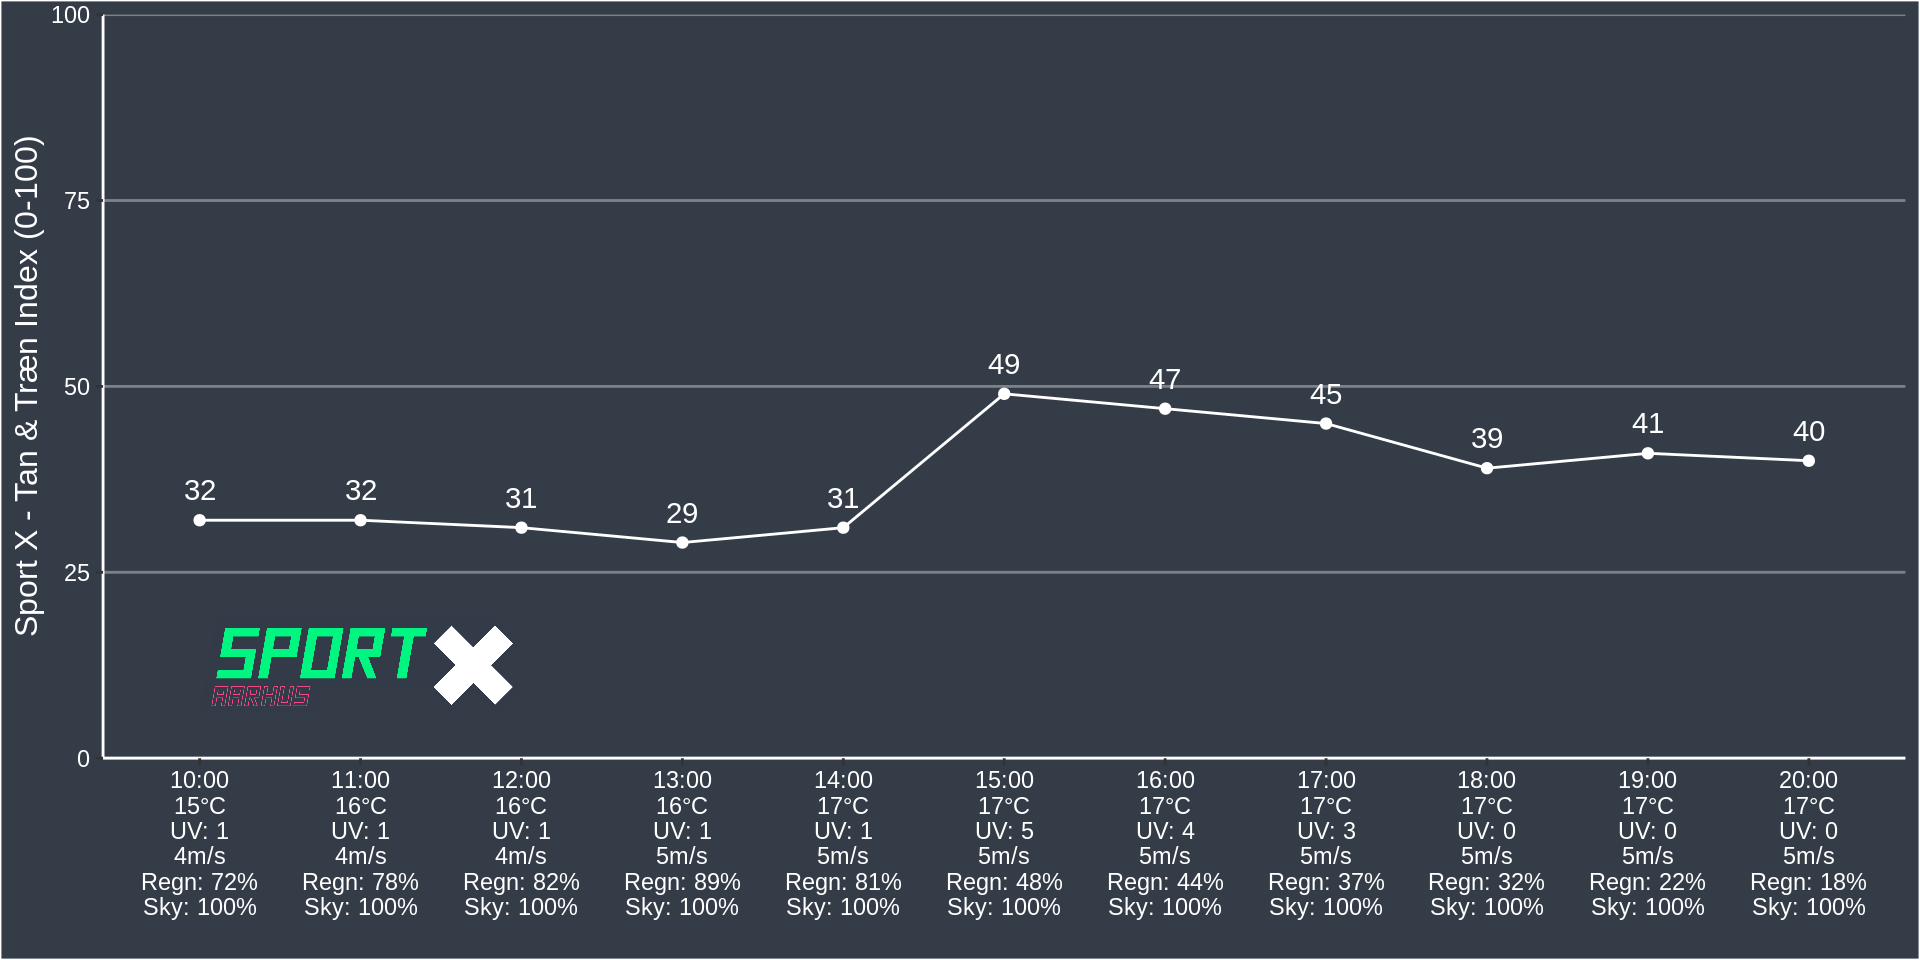 Sport X - Tan & Træn Index (0-100)
100
75
50
25
0
32
32
31
29
31
49
47
45
39
41
40
SPORT X
AARHUS
10:00 11:00 12:00 13:00 14:00 15:00 16:00 17:00 18:00 19:00 20:00
15°C 16°C 16°C 16°C 17°C 17°C 17°C 17°C 17°C 17°C 17°C
UV: 1 UV: 1 UV: 1 UV: 1 UV: 1 UV: 5 UV: 4 UV: 3 UV: 0 UV: 0 UV: 0
4m/s 4m/s 4m/s 5m/s 5m/s 5m/s 5m/s 5m/s 5m/s 5m/s 5m/s
Regn: 72% Regn: 78% Regn: 82% Regn: 89% Regn: 81% Regn: 48% Regn: 44% Regn: 37% Regn: 32% Regn: 22% Regn: 18%
Sky: 100% Sky: 100% Sky: 100% Sky: 100% Sky: 100% Sky: 100% Sky: 100% Sky: 100% Sky: 100% Sky: 100% Sky: 100%